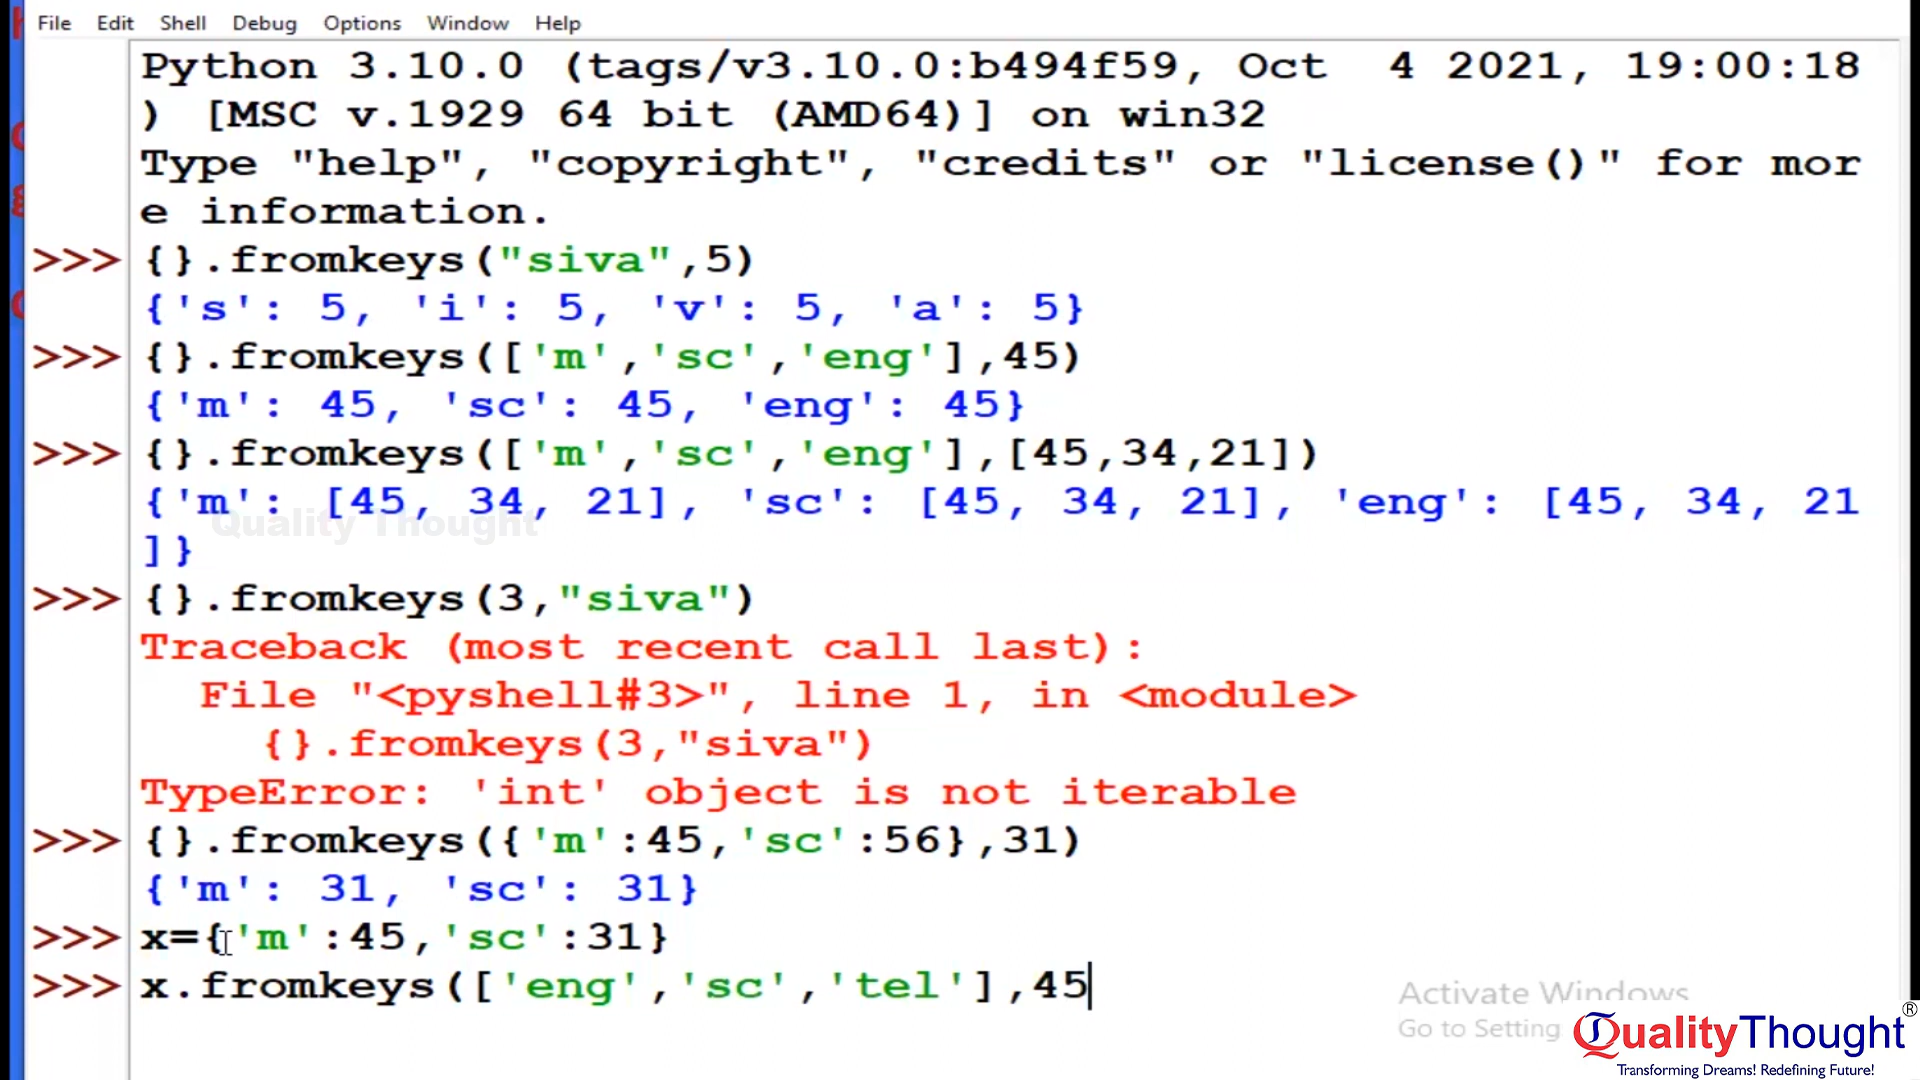 File Edit Shell Debug Options Window Help
Python 3.10.0 (tags/v3.10.0:b494f59, Oct  4 2021, 19:00:18
) [MSC v.1929 64 bit (AMD64)] on win32
Type "help", "copyright", "credits" or "license()" for mor
e information.
>>> {}.fromkeys("siva",5)
{'s': 5, 'i': 5, 'v': 5, 'a': 5}
>>> {}.fromkeys(['m','sc','eng'],45)
{'m': 45, 'sc': 45, 'eng': 45}
>>> {}.fromkeys(['m','sc','eng'],[45,34,21])
{'m': [45, 34, 21], 'sc': [45, 34, 21], 'eng': [45, 34, 21
]}
Quality Thought
>>> {}.fromkeys(3,"siva")
Traceback (most recent call last):
  File "<pyshell#3>", line 1, in <module>
    {}.fromkeys(3,"siva")
TypeError: 'int' object is not iterable
>>> {}.fromkeys({'m':45,'sc':56},31)
{'m': 31, 'sc': 31}
>>> x={'m':45,'sc':31}
>>> x.fromkeys(['eng','sc','tel'],45
Activate Windows
Go to Setting
QualityThought®
Transforming Dreams! Redefining Future!